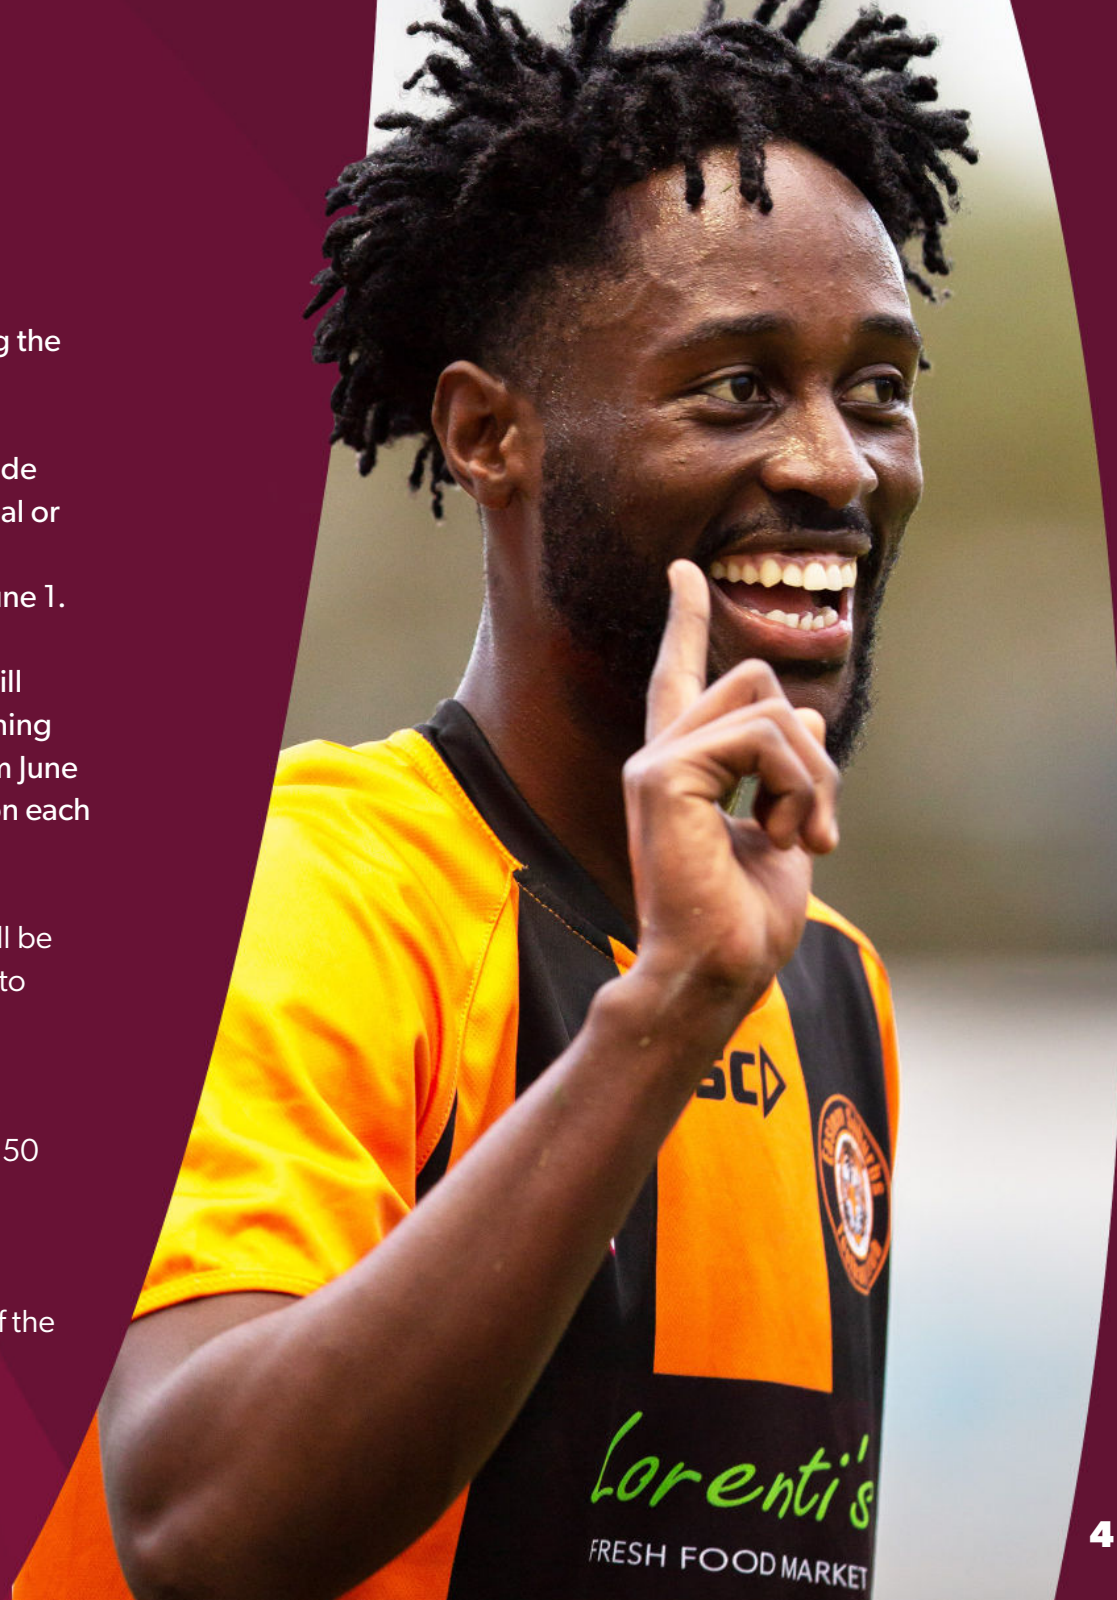 g the
de
al or
ne 1.
ill
ning
June
n each
ll be
to
50
f the
SC
Lorenti's
FRESH FOOD MARKET
4